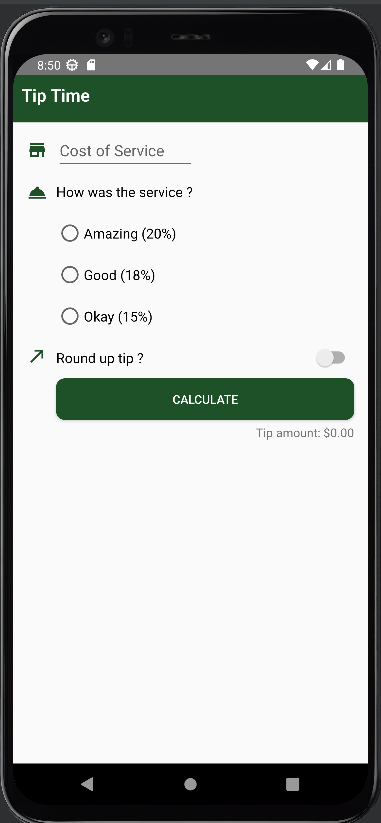 8:50
Tip Time
Cost of Service
How was the service ?
Amazing (20%)
Good (18%)
Okay (15%)
Round up tip ?
CALCULATE
Tip amount: $0.00